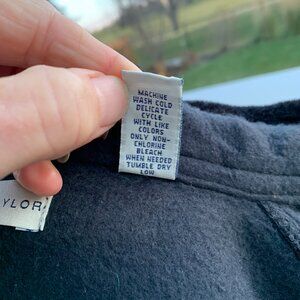 MACHINE
WASH COLD
DELICATE
CYCLE
WITH LIKE
COLORS
ONLY NON-
CHLORINE
BLEACH
WHEN NEEDED
TUMBLE DRY
LOW
YLOR